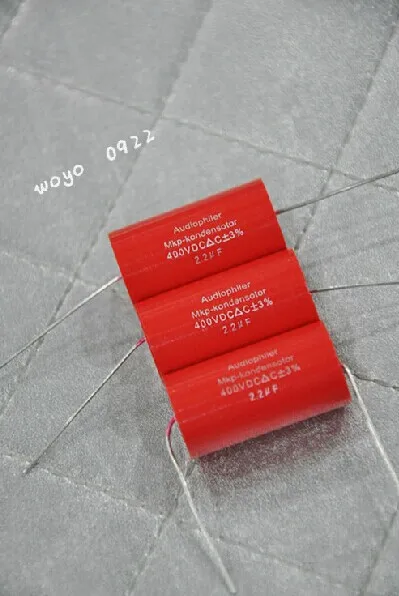 woyo 0922
Audiophiler
Mkp-kondensator
400VDC△C±3%
2.2μF
Audiophiler
Mkp-kondensator
400VDC△C±3%
2.2μF
Audiophiler
Mkp-kondensator
400VDC△C±3%
2.2μF